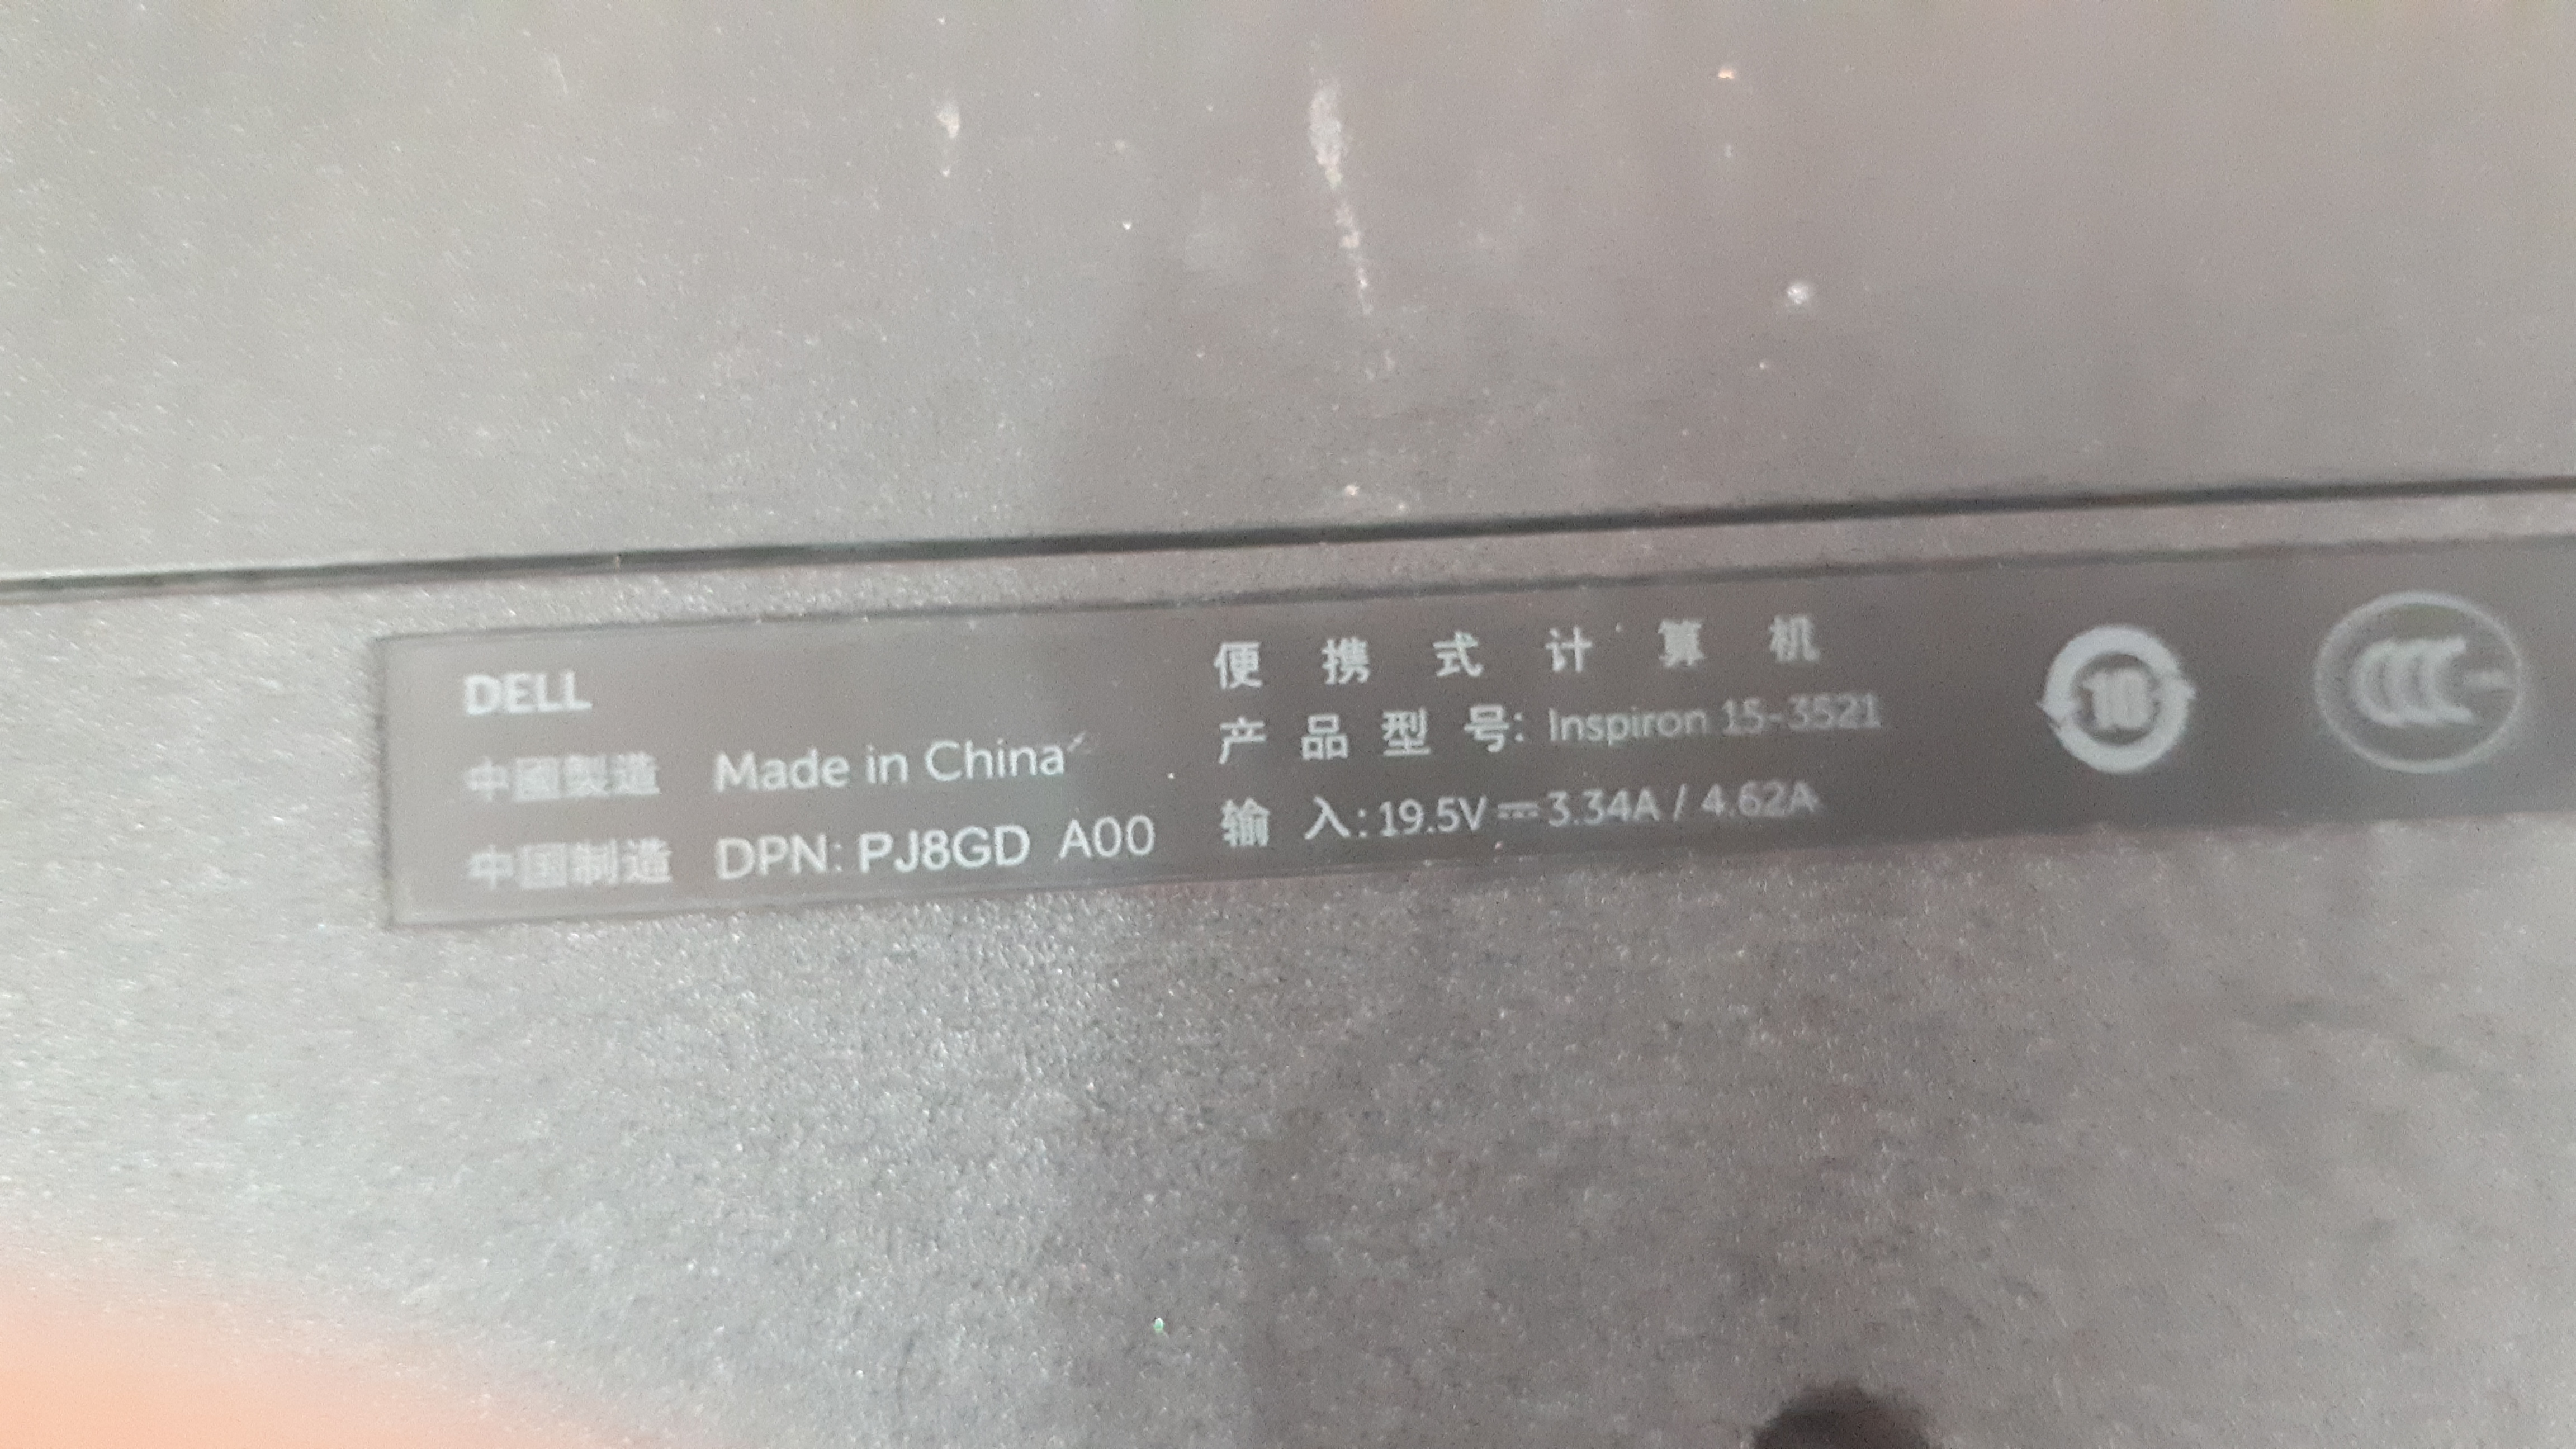 DELL
中國製造 Made in China
中国制造 DPN: PJ8GD A00
便携式计算机
产品型号: Inspiron 15-3521
输入: 19.5V⎓3.34A / 4.62A
10
CCC